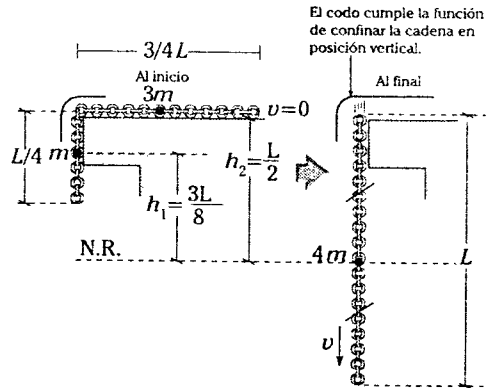 El codo cumple la función
de confinar la cadena en
posición vertical.
3/4 L
Al inicio
3m
v=0
Al final
L/4
m
h₂ = L/2
h₁ = 3L/8
N.R.
4m
L
v